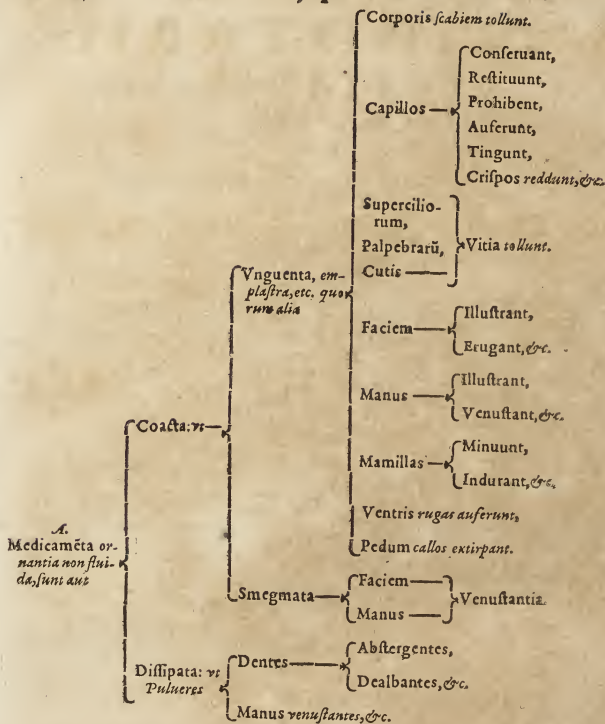 Corporis ſcabiem tollunt.
Capillos
Conſeruant,
Reſtituunt,
Prohibent,
Auferunt,
Tingunt,
Criſpos reddunt, &c.
Supercilio-
rum,
Palpebrarũ,
Cutis
Vitia tollunt.
Vnguenta, em-
plaſtra, etc. quo
rum alia
Faciem
Illuſtrant,
Erugant, &c.
Manus
Illuſtrant,
Venuſtant, &c.
Coacta: vt
Mamillas
Minuunt,
Indurant, &c.
Ventris rugas auferunt,
Pedum callos extirpant.
A.
Medicamẽta or-
nantia non flui-
da, ſunt aut
Smegmata
Faciem
Manus
Venuſtantia.
Diſſipata: vt
Pulueres
Dentes
Abſtergentes,
Dealbantes, &c.
Manus venuſtantes, &c.